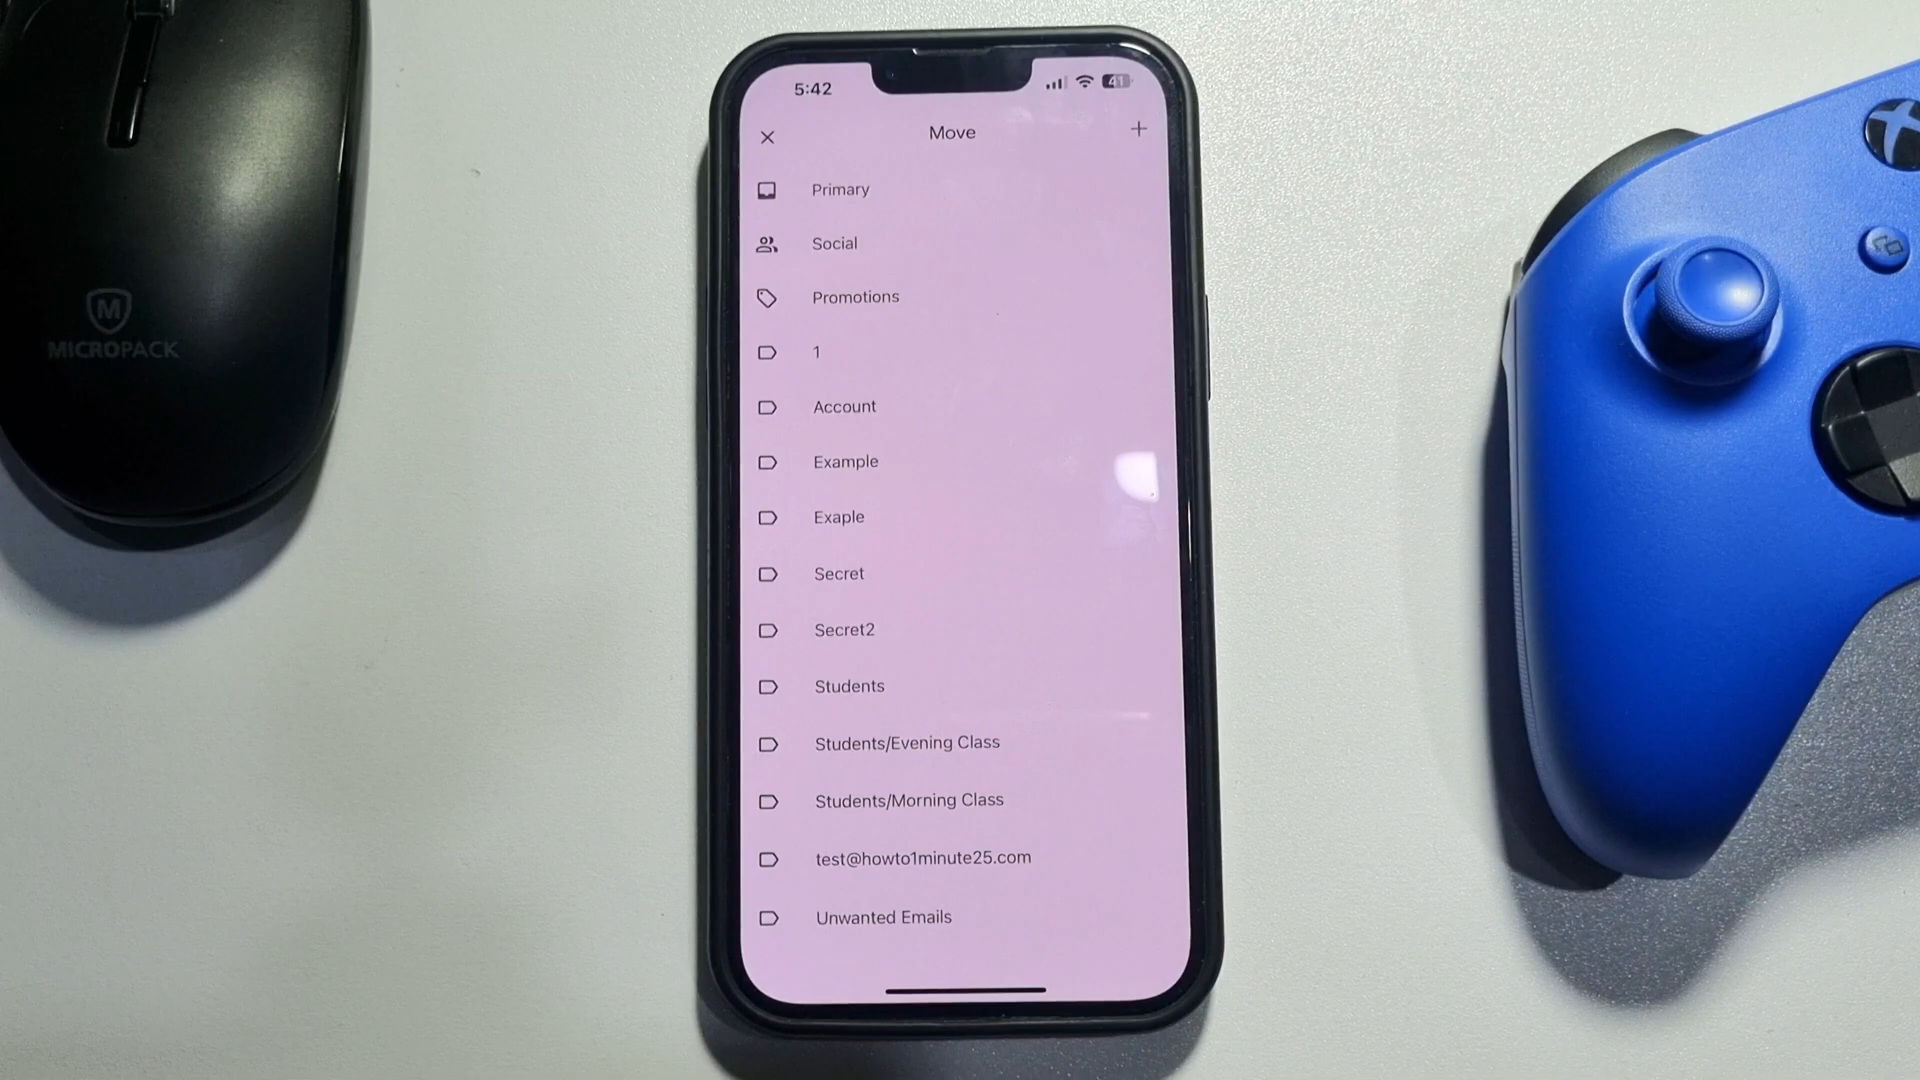 5:42
41
Move
Primary
Social
Promotions
1
Account
Example
Exaple
Secret
Secret2
Students
Students/Evening Class
Students/Morning Class
test@howto1minute25.com
Unwanted Emails
M
MICROPACK